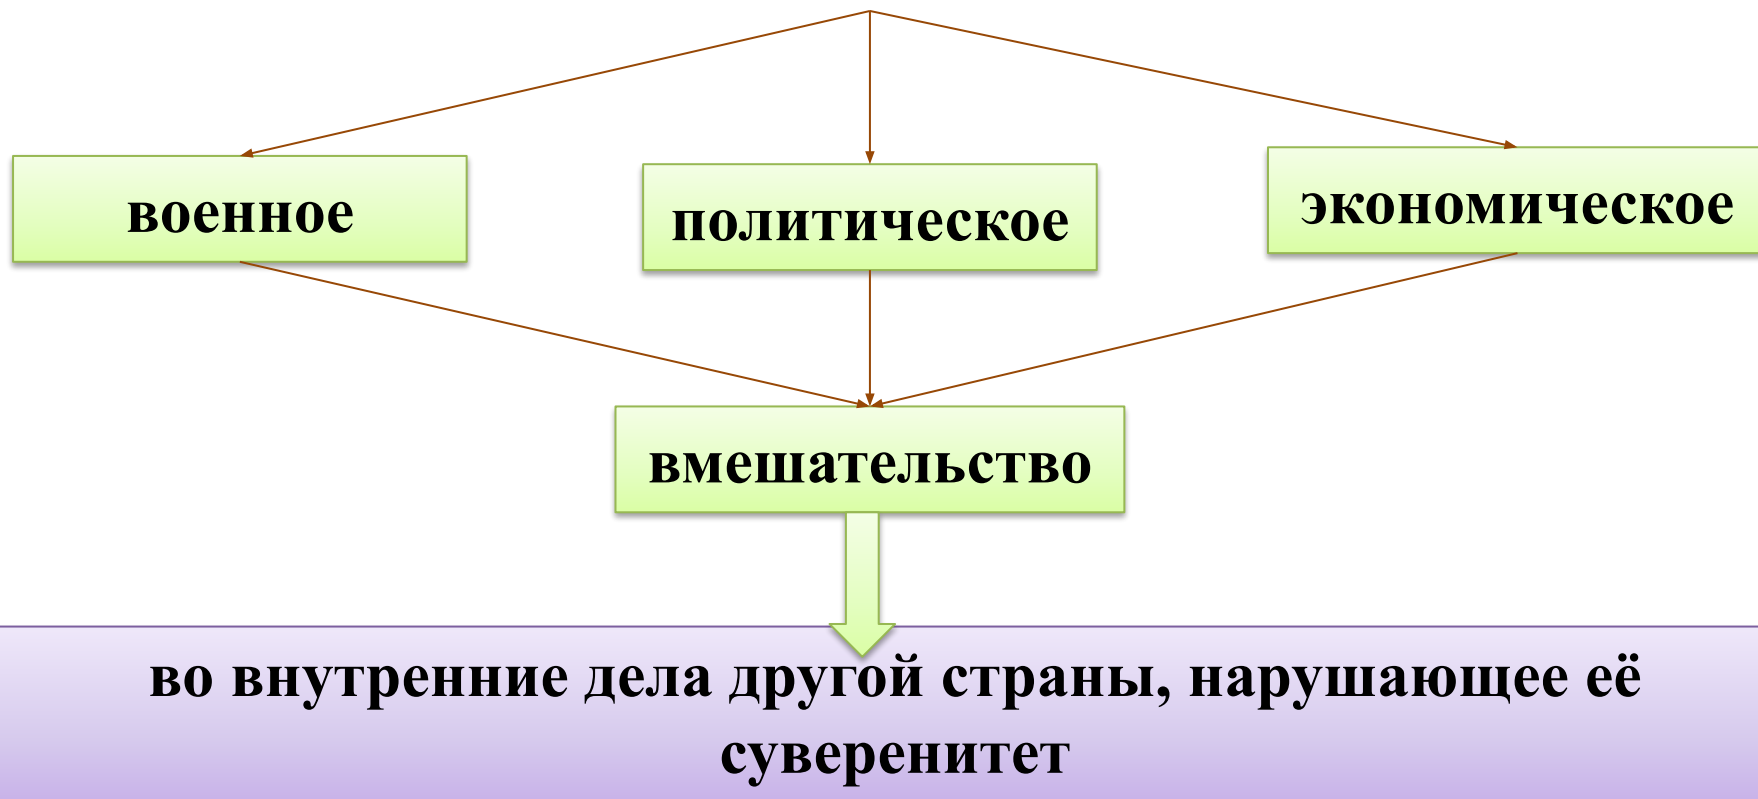 военное
политическое
экономическое
вмешательство
во внутренние дела другой страны, нарушающее её
суверенитет